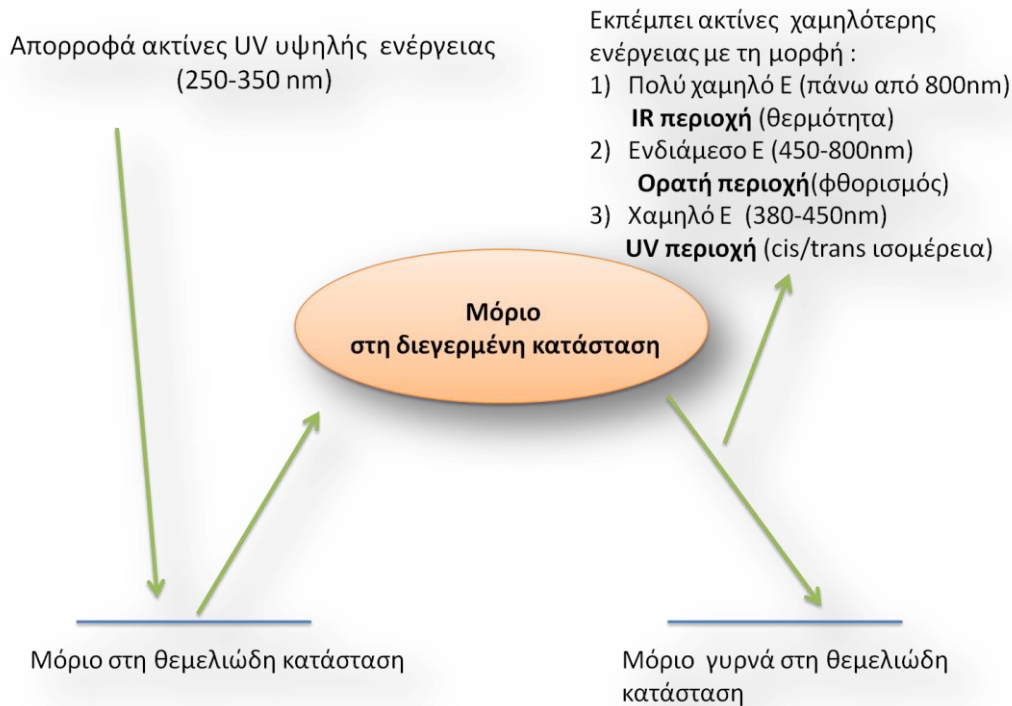 Απορροφά ακτίνες UV υψηλής ενέργειας
(250-350 nm)
Εκπέμπει ακτίνες χαμηλότερης
ενέργειας με τη μορφή :
1) Πολύ χαμηλό Ε (πάνω από 800nm)
IR περιοχή (θερμότητα)
2) Ενδιάμεσο Ε (450-800nm)
Ορατή περιοχή(φθορισμός)
3) Χαμηλό Ε (380-450nm)
UV περιοχή (cis/trans ισομέρεια)
Μόριο
στη διεγερμένη κατάσταση
Μόριο στη θεμελιώδη κατάσταση
Μόριο γυρνά στη θεμελιώδη
κατάσταση